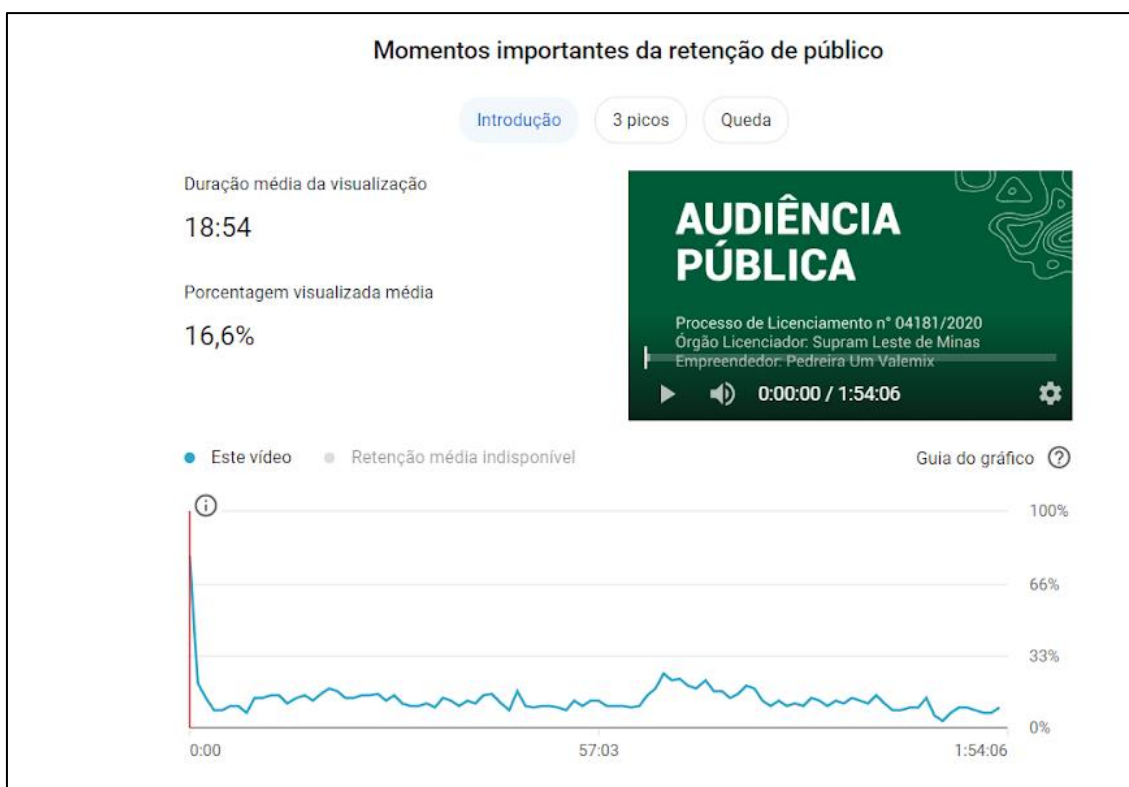 Momentos importantes da retenção de público
Introdução
3 picos
Queda
Duração média da visualização
18:54
Porcentagem visualizada média
16,6%
AUDIÊNCIA
PÚBLICA
Processo de Licenciamento n° 04181/2020
Órgão Licenciador: Supram Leste de Minas
Empreendedor: Pedreira Um Valemix
0:00:00 / 1:54:06
Este vídeo
Retenção média indisponível
Guia do gráfico
100%
66%
33%
0%
0:00
57:03
1:54:06